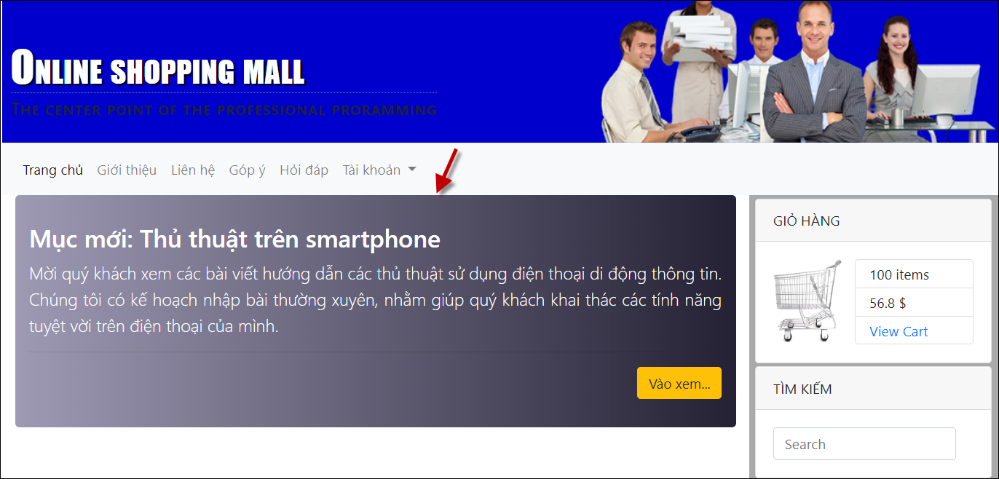 ONLINE SHOPPING MALL
THE CENTER POINT OF THE PROFESSIONAL PRORAMMING
Trang chủ Giới thiệu Liên hệ Góp ý Hỏi đáp Tài khoản
Mục mới: Thủ thuật trên smartphone
Mời quý khách xem các bài viết hướng dẫn các thủ thuật sử dụng điện thoại di động thông tin.
Chúng tôi có kế hoạch nhập bài thường xuyên, nhằm giúp quý khách khai thác các tính năng
tuyệt vời trên điện thoại của mình.
Vào xem...
GIỎ HÀNG
100 items
56.8 $
View Cart
TÌM KIẾM
Search